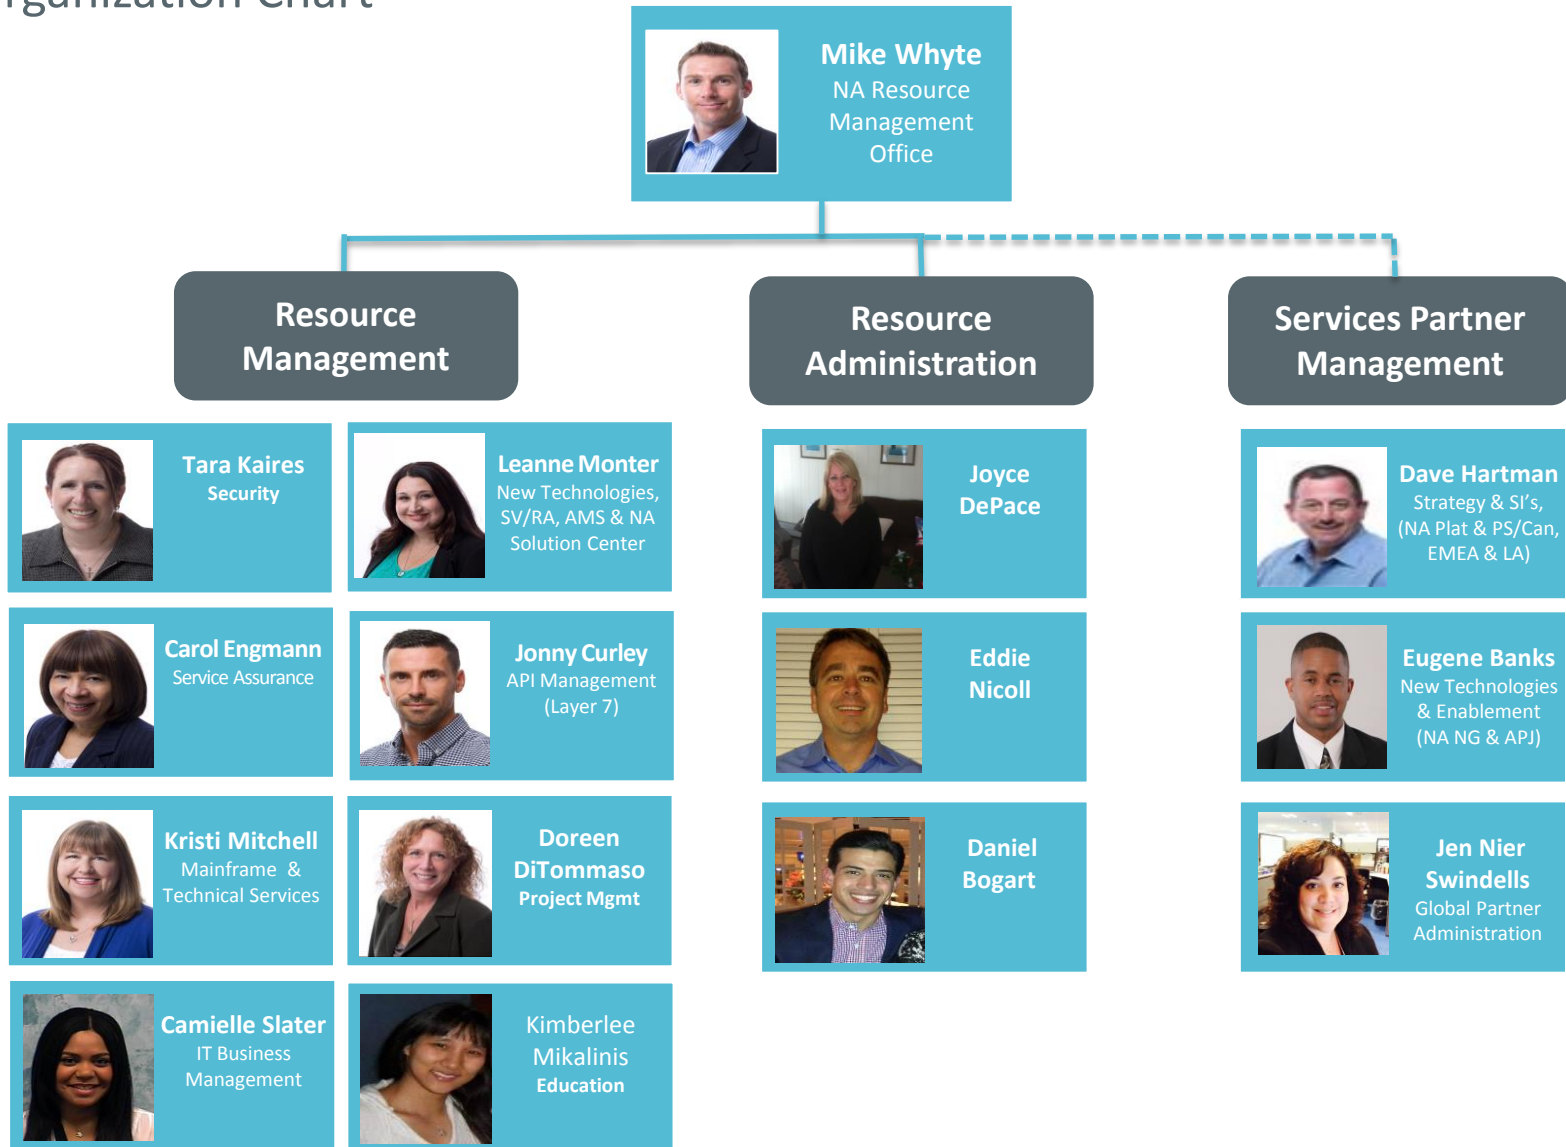 rganization Chart
Mike Whyte
NA Resource
Management
Office
Resource
Management
Resource
Administration
Services Partner
Management
Tara Kaires
Security
Leanne Monter
New Technologies,
SV/RA, AMS & NA
Solution Center
Carol Engmann
Service Assurance
Jonny Curley
API Management
(Layer 7)
Kristi Mitchell
Mainframe &
Technical Services
Doreen
DiTommaso
Project Mgmt
Camielle Slater
IT Business
Management
Kimberlee
Mikalinis
Education
Joyce
DePace
Eddie
Nicoll
Daniel
Bogart
Dave Hartman
Strategy & SI's,
(NA Plat & PS/Can,
EMEA & LA)
Eugene Banks
New Technologies
& Enablement
(NA NG & APJ)
Jen Nier
Swindells
Global Partner
Administration